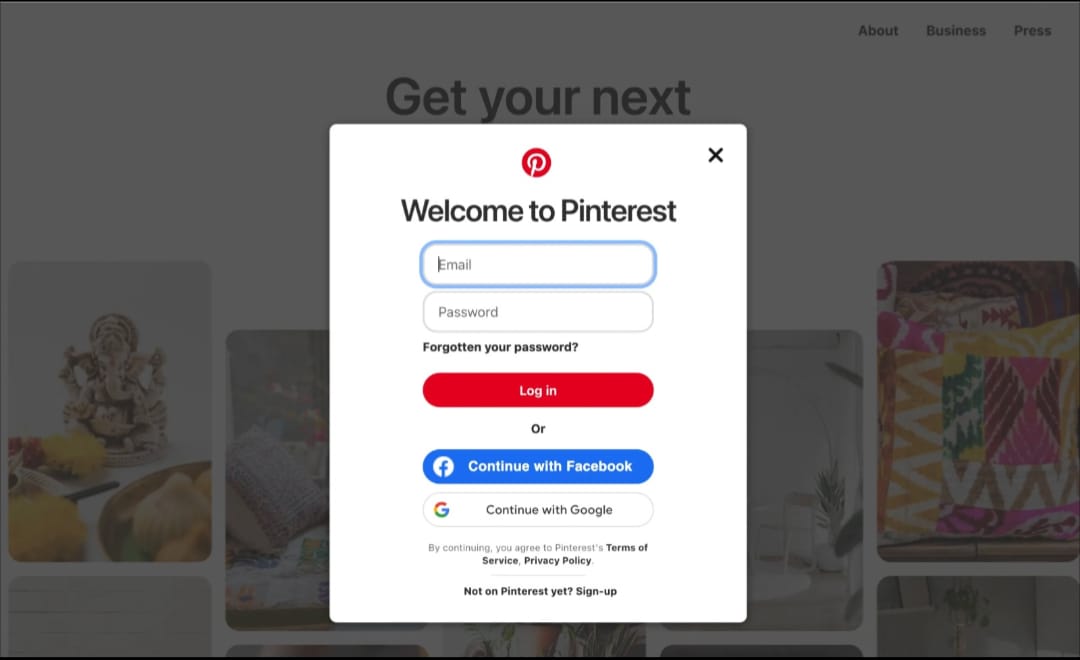 About Business Press
Get your next
Welcome to Pinterest
Email
Password
Forgotten your password?
Log in
Or
Continue with Facebook
Continue with Google
By continuing, you agree to Pinterest's Terms of
Service, Privacy Policy.
Not on Pinterest yet? Sign-up